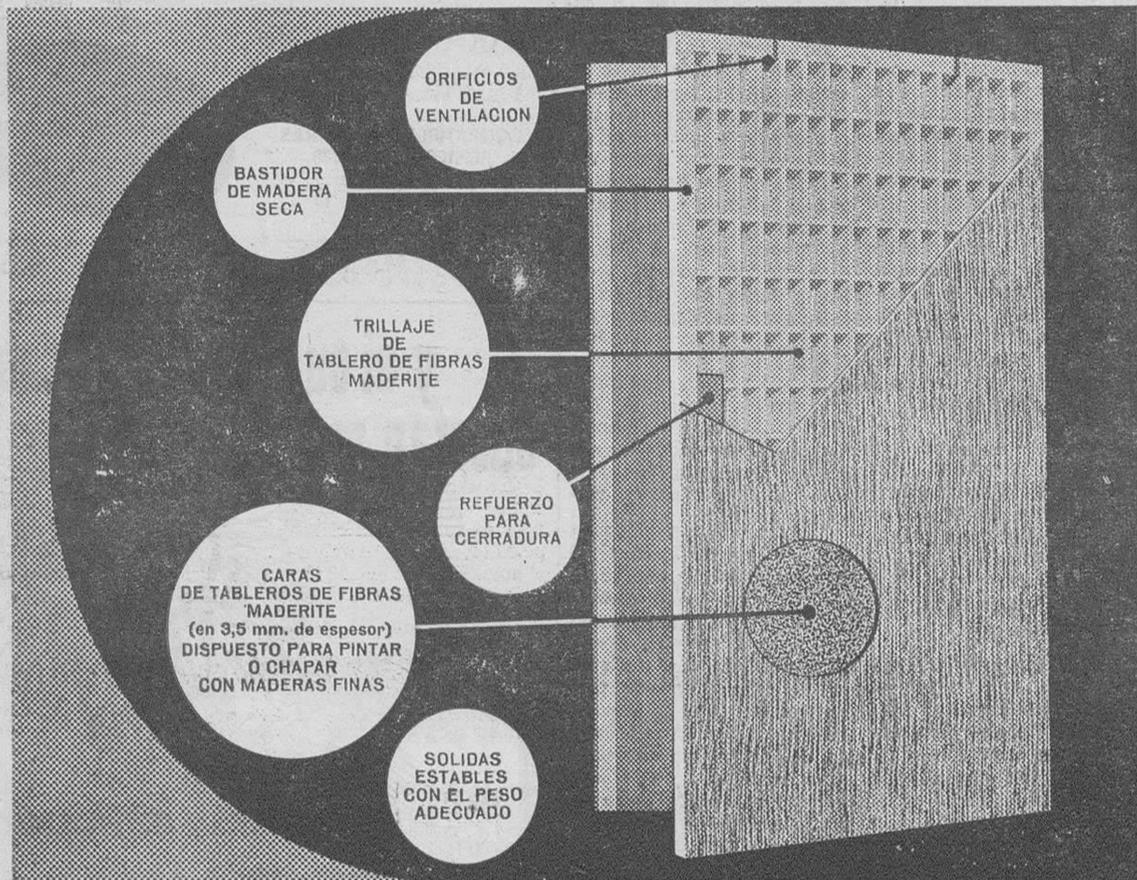 ORIFICIOS
DE
VENTILACION
BASTIDOR
DE MADERA
SECA
TRILLAJE
DE
TABLERO DE FIBRAS
MADERITE
REFUERZO
PARA
CERRADURA
CARAS
DE TABLEROS DE FIBRAS
MADERITE
(en 3,5 mm. de espesor)
DISPUESTO PARA PINTAR
O CHAPAR
CON MADERAS FINAS
SOLIDAS
ESTABLES
CON EL PESO
ADECUADO